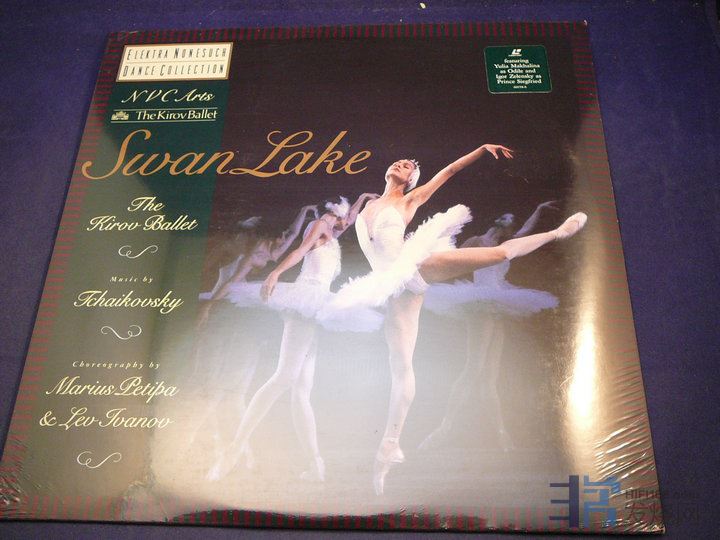 ELEKTRA NONESUCH
DANCE COLLECTION
NVC Arts
The Kirov Ballet
Swan Lake
The
Kirov Ballet
Music by
Tchaikovsky
Choreography by
Marius Petipa
& Lev Ivanov
featuring
Yulia Makhalina
as Odile and
Igor Zelensky as
Prince Siegfried